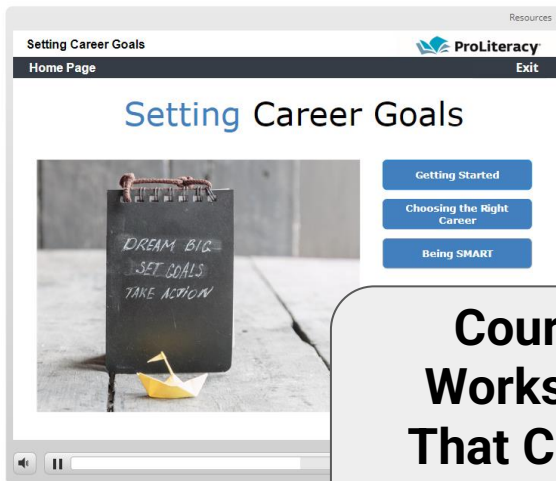 Resources
Setting Career Goals
ProLiteracy
Home Page
Exit
Setting Career Goals
DREAM BIG
SET GOALS
TAKE ACTION
Getting Started
Choosing the Right
Career
Being SMART
That